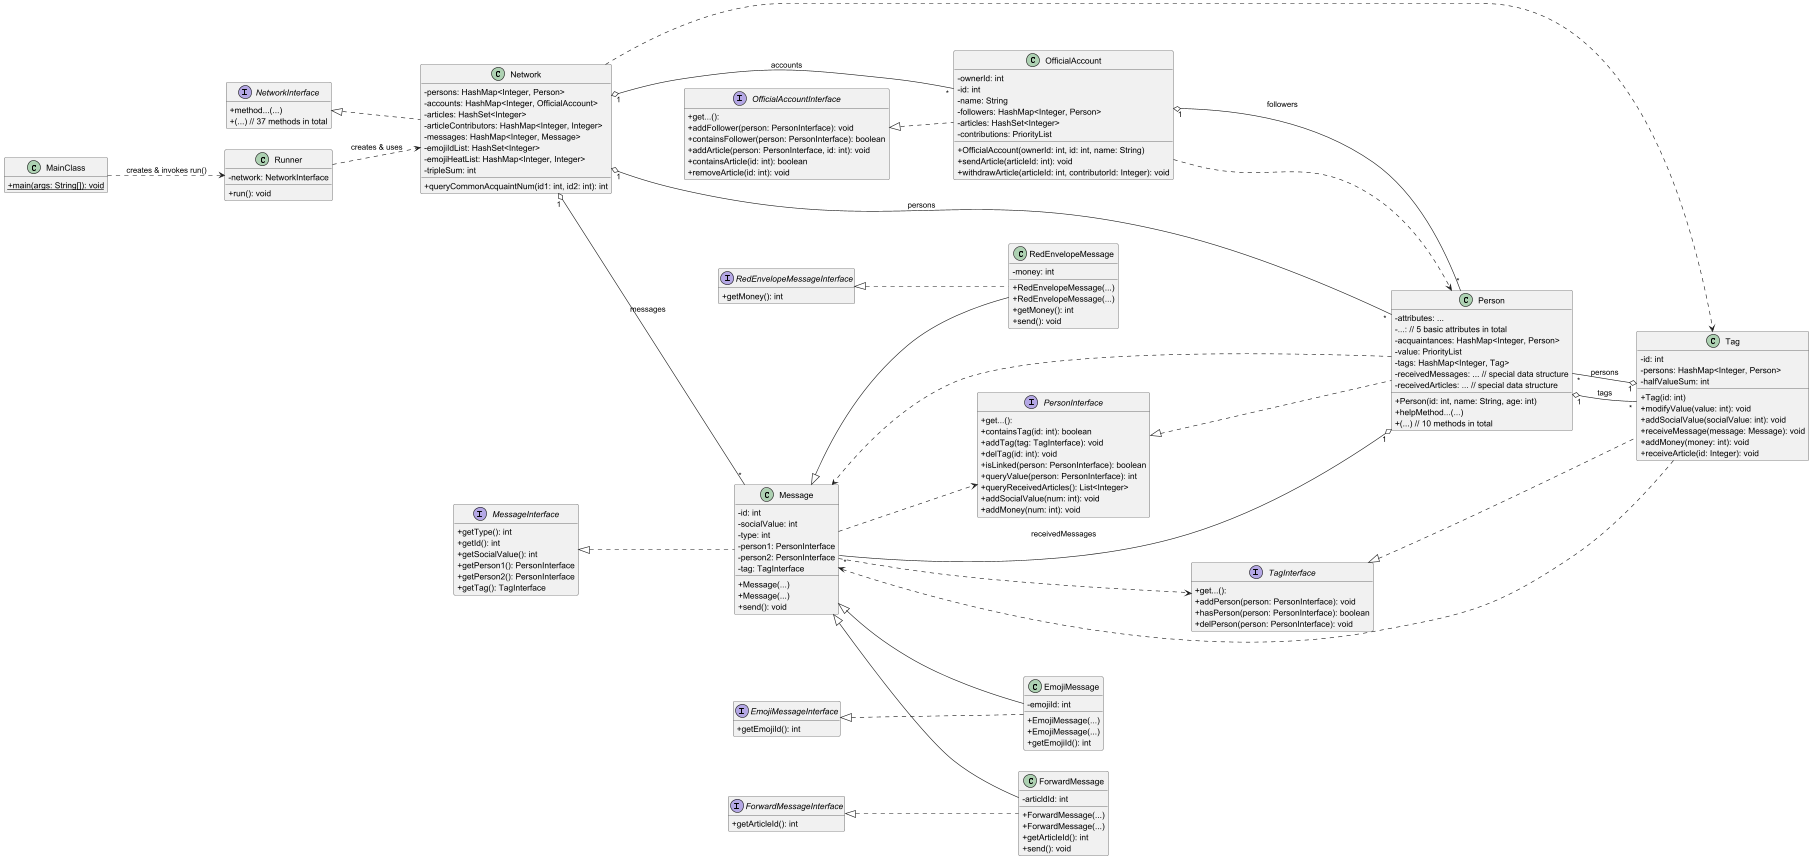 C MainClass
+main(args: String[]): void
creates & invokes run()
I NetworkInterface
+method...(...)
+(...) // 37 methods in total
C Runner
-network: NetworkInterface
+run(): void
creates & uses
C Network
-persons: HashMap<Integer, Person>
-accounts: HashMap<Integer, OfficialAccount>
-articles: HashSet<Integer>
-articleContributors: HashMap<Integer, Integer>
-messages: HashMap<Integer, Message>
-emojiIdList: HashSet<Integer>
-emojiHeatList: HashMap<Integer, Integer>
-tripleSum: int
+queryCommonAcquaintNum(id1: int, id2: int): int
1
accounts
*
1
persons
*
1
messages
*
I OfficialAccountInterface
+get...():
+addFollower(person: PersonInterface): void
+containsFollower(person: PersonInterface): boolean
+addArticle(person: PersonInterface, id: int): void
+containsArticle(id: int): boolean
+removeArticle(id: int): void
C OfficialAccount
-ownerId: int
-id: int
-name: String
-followers: HashMap<Integer, Person>
-articles: HashSet<Integer>
-contributions: PriorityList
+OfficialAccount(ownerId: int, id: int, name: String)
+sendArticle(articleId: int): void
+withdrawArticle(articleId: int, contributorId: Integer): void
1
followers
*
I RedEnvelopeMessageInterface
+getMoney(): int
C RedEnvelopeMessage
-money: int
+RedEnvelopeMessage(...)
+RedEnvelopeMessage(...)
+getMoney(): int
+send(): void
C Person
-attributes: ...
-...: // 5 basic attributes in total
-acquaintances: HashMap<Integer, Person>
-value: PriorityList
-tags: HashMap<Integer, Tag>
-receivedMessages: ... // special data structure
-receivedArticles: ... // special data structure
+Person(id: int, name: String, age: int)
+helpMethod...(...)
+(...) // 10 methods in total
persons
*
1
tags
1
*
C Tag
-id: int
-persons: HashMap<Integer, Person>
-halfValueSum: int
+Tag(id: int)
+modifyValue(value: int): void
+addSocialValue(socialValue: int): void
+receiveMessage(message: Message): void
+addMoney(money: int): void
+receiveArticle(id: Integer): void
I PersonInterface
+get...():
+containsTag(id: int): boolean
+addTag(tag: TagInterface): void
+delTag(id: int): void
+isLinked(person: PersonInterface): boolean
+queryValue(person: PersonInterface): int
+queryReceivedArticles(): List<Integer>
+addSocialValue(num: int): void
+addMoney(num: int): void
1
receivedMessages
*
I MessageInterface
+getType(): int
+getId(): int
+getSocialValue(): int
+getPerson1(): PersonInterface
+getPerson2(): PersonInterface
+getTag(): TagInterface
C Message
-id: int
-socialValue: int
-type: int
-person1: PersonInterface
-person2: PersonInterface
-tag: TagInterface
+Message(...)
+Message(...)
+send(): void
I TagInterface
+get...():
+addPerson(person: PersonInterface): void
+hasPerson(person: PersonInterface): boolean
+delPerson(person: PersonInterface): void
I EmojiMessageInterface
+getEmojiId(): int
C EmojiMessage
-emojiId: int
+EmojiMessage(...)
+EmojiMessage(...)
+getEmojiId(): int
I ForwardMessageInterface
+getArticleId(): int
C ForwardMessage
-articldId: int
+ForwardMessage(...)
+ForwardMessage(...)
+getArticleId(): int
+send(): void